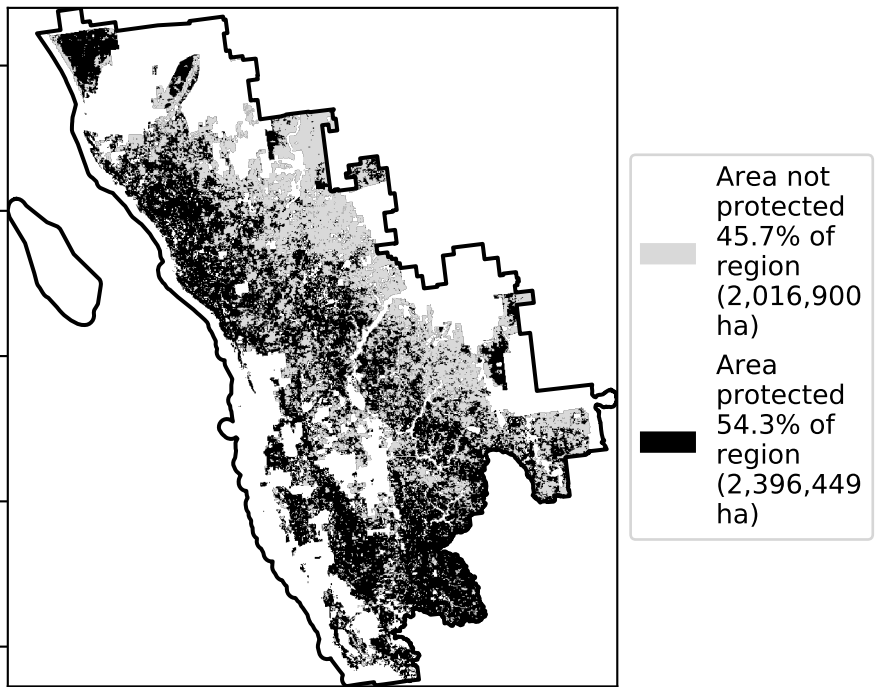 Area not
protected
45.7% of
region
(2,016,900
ha)
Area
protected
54.3% of
region
(2,396,449
ha)